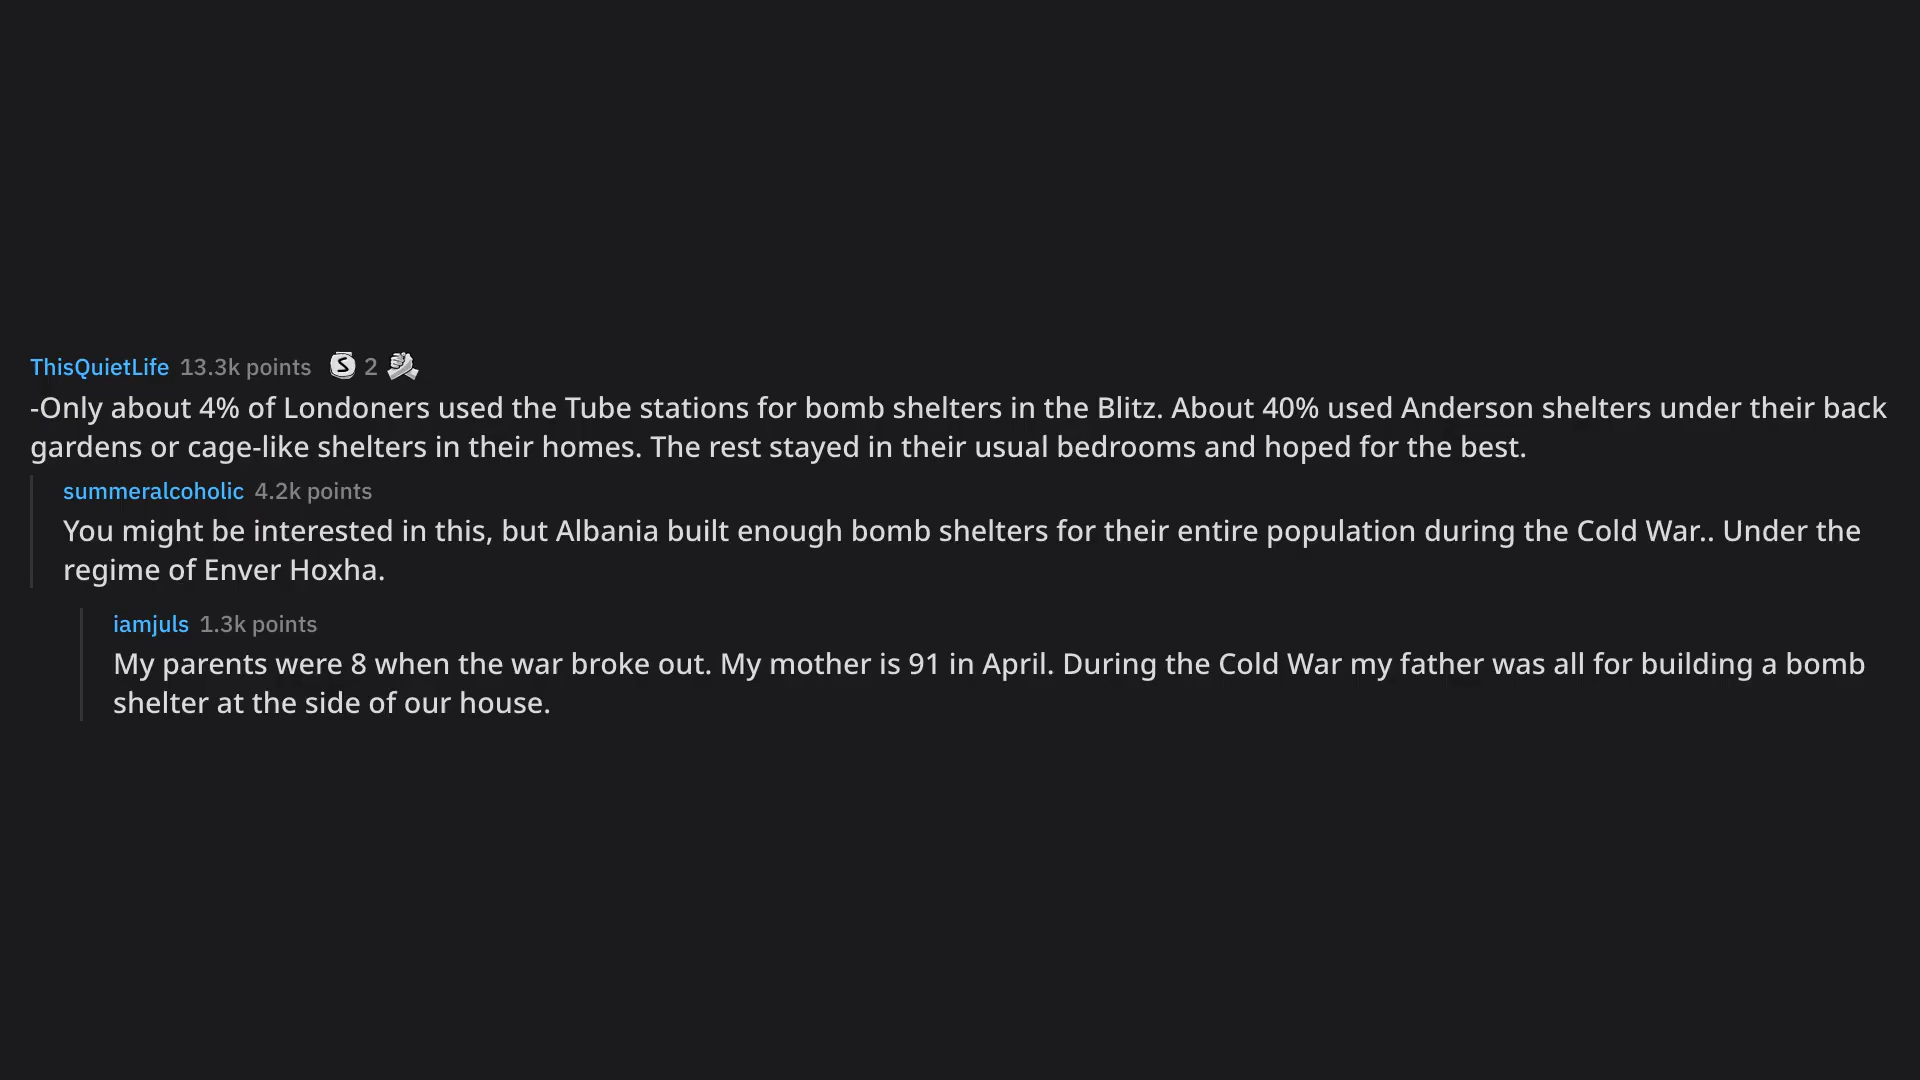 ThisQuietLife 13.3k points S 2
-Only about 4% of Londoners used the Tube stations for bomb shelters in the Blitz. About 40% used Anderson shelters under their back
gardens or cage-like shelters in their homes. The rest stayed in their usual bedrooms and hoped for the best.
summeralcoholic 4.2k points
You might be interested in this, but Albania built enough bomb shelters for their entire population during the Cold War.. Under the
regime of Enver Hoxha.
iamjuls 1.3k points
My parents were 8 when the war broke out. My mother is 91 in April. During the Cold War my father was all for building a bomb
shelter at the side of our house.